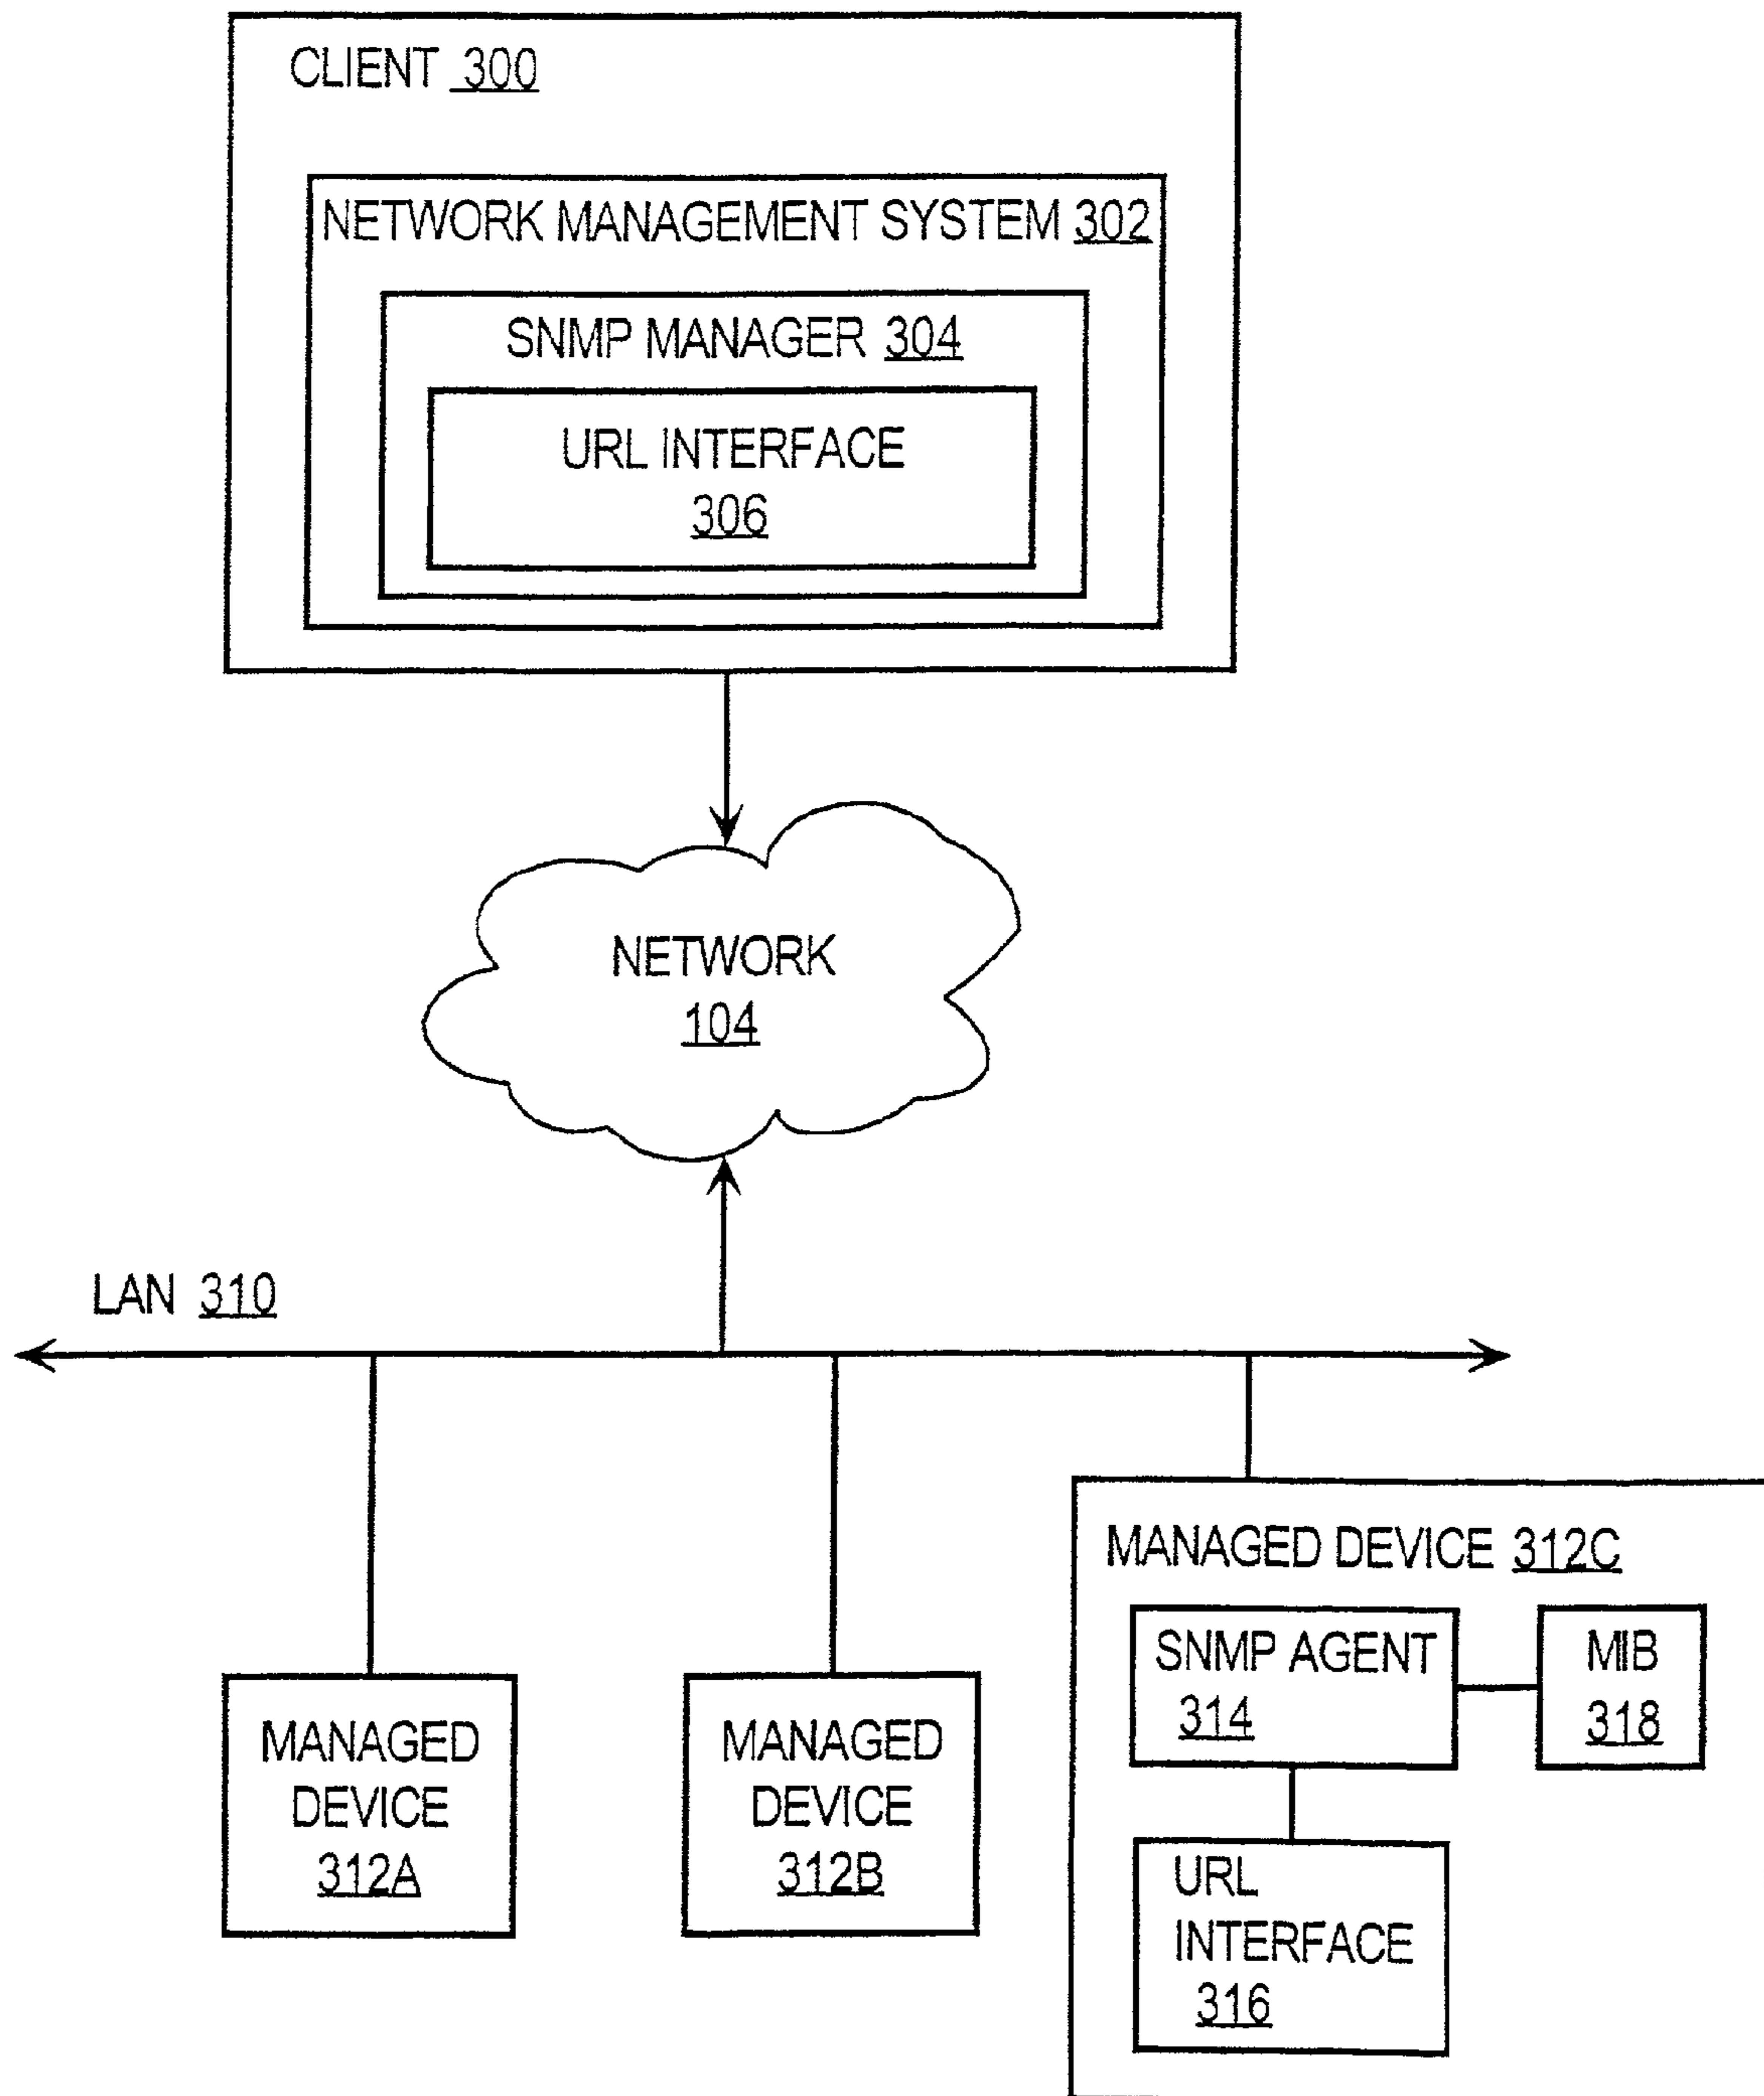 CLIENT 300
NETWORK MANAGEMENT SYSTEM 302
SNMP MANAGER 304
URL INTERFACE
306
NETWORK
104
LAN 310
MANAGED DEVICE 312C
SNMP AGENT
314
MIB
318
MANAGED
DEVICE
312A
MANAGED
DEVICE
312B
URL
INTERFACE
316